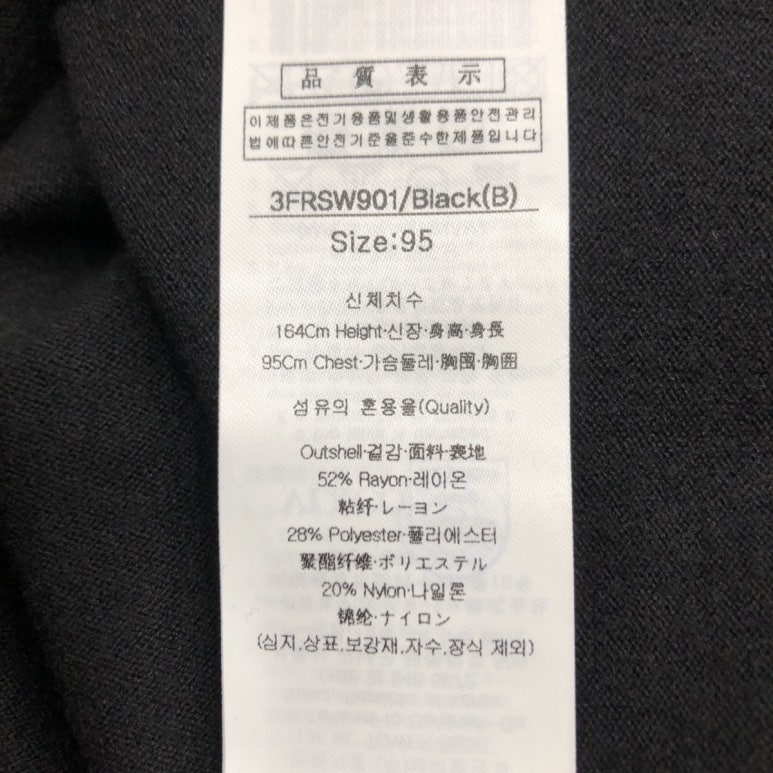 品質表示
이제품은전기용품및생활용품안전관리
법에따른안전기준을준수한제품입니다
3FRSW901/Black(B)
Size:95
신체치수
164Cm Height·신장·身高·身長
95Cm Chest·가슴둘레·胸围·胸囲
섬유의 혼용율(Quality)
Outshell·겉감·面料·表地
52% Rayon·레이온
粘纤·レーヨン
28% Polyester·폴리에스터
聚酯纤维·ポリエステル
20% Nylon·나일론
锦纶·ナイロン
(심지,상표,보강재,자수,장식 제외)